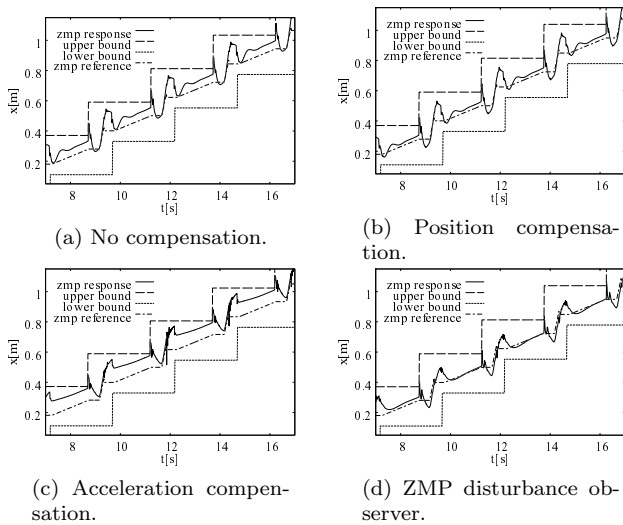 zmp response
upper bound
lower bound
zmp reference
1
0.8
0.6
0.4
0.2
x[m]
8 10 12 14 16
t[s]
(a) No compensation.
zmp response
upper bound
lower bound
zmp reference
1
0.8
0.6
0.4
0.2
x[m]
8 10 12 14 16
t[s]
(b) Position compensa-
tion.
zmp response
upper bound
lower bound
zmp reference
1
0.8
0.6
0.4
0.2
x[m]
8 10 12 14 16
t[s]
(c) Acceleration compen-
sation.
zmp response
upper bound
lower bound
zmp reference
1
0.8
0.6
0.4
0.2
x[m]
8 10 12 14 16
t[s]
(d) ZMP disturbance ob-
server.